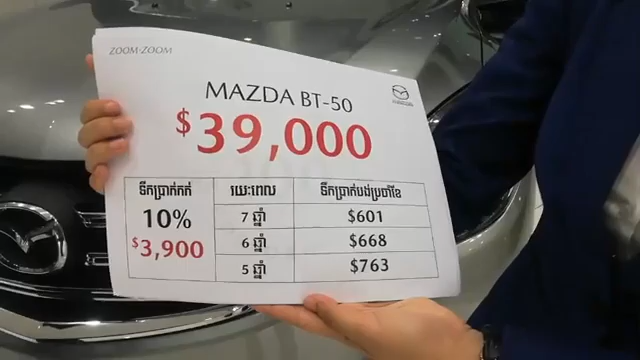 ZOOM-ZOOM
MAZDA BT-50
$39,000
ទឹកប្រាក់កក់ រយៈពេល ទឹកប្រាក់បង់ប្រចាំខែ
10% $3,900
7 ឆ្នាំ $601
6 ឆ្នាំ $668
5 ឆ្នាំ $763